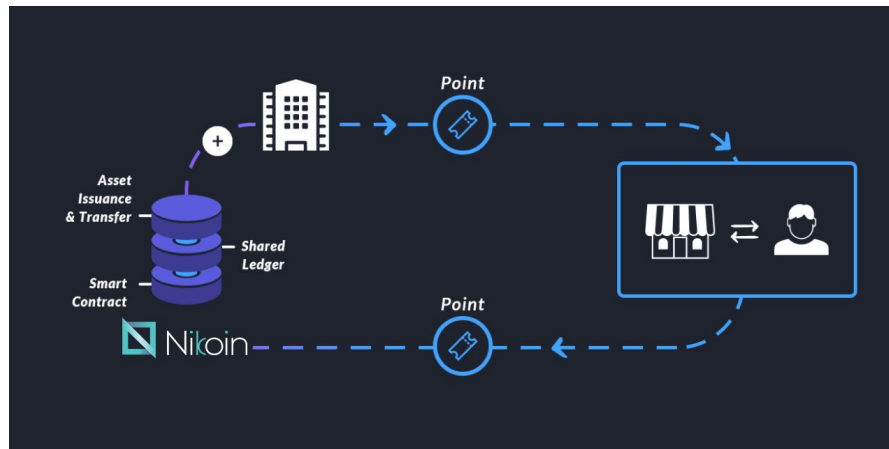 Point
Asset
Issuance
& Transfer
Shared
Ledger
Smart
Contract
Point
Nikoin